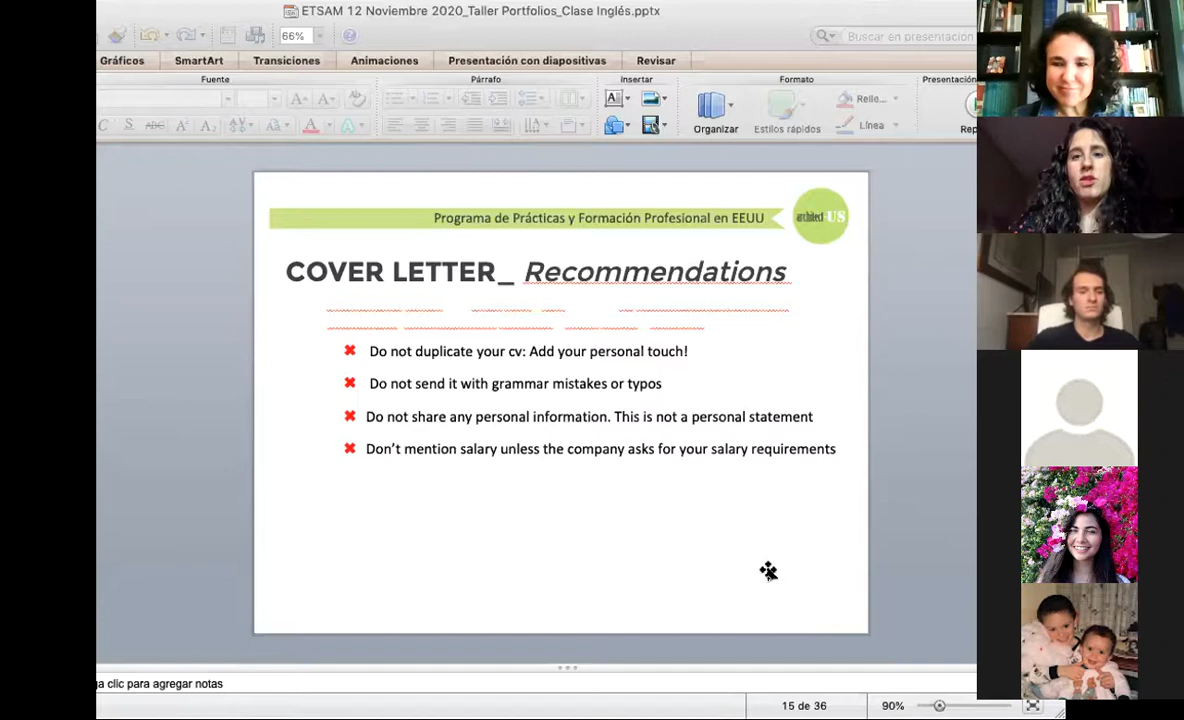 ETSAM 12 Noviembre 2020_Taller Portfolios_Clase Inglés.pptx
66%
Buscar en presentación
Gráficos SmartArt Transiciones Animaciones Presentación con diapositivas Revisar
Fuente Párrafo Insertar Formato Presentación
Relle...
Organizar Estilos rápidos Línea
Programa de Prácticas y Formación Profesional en EEUU
architect-US
COVER LETTER_ Recommendations
Do not duplicate your cv: Add your personal touch!
Do not send it with grammar mistakes or typos
Do not share any personal information. This is not a personal statement
Don't mention salary unless the company asks for your salary requirements
clic para agregar notas
15 de 36 90%